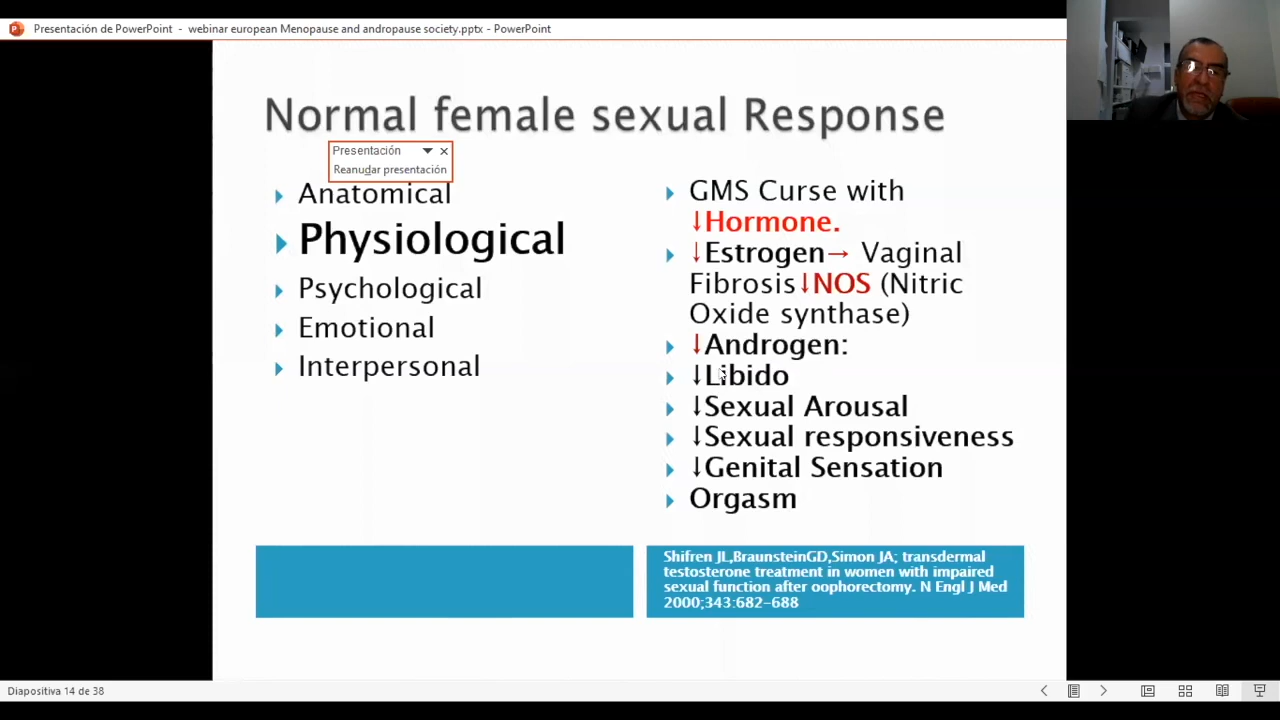 Presentación de PowerPoint - webinar european Menopause and andropause society.pptx - PowerPoint
Normal female sexual Response
Presentación
Reanudar presentación
Anatomical
Physiological
Psychological
Emotional
Interpersonal
GMS Curse with
↓Hormone.
↓Estrogen→ Vaginal
Fibrosis↓NOS (Nitric
Oxide synthase)
↓Androgen:
↓Libido
↓Sexual Arousal
↓Sexual responsiveness
↓Genital Sensation
Orgasm
Shifren JL,BraunsteinGD,Simon JA; transdermal
testosterone treatment in women with impaired
sexual function after oophorectomy. N Engl J Med
2000;343:682-688
Diapositiva 14 de 38